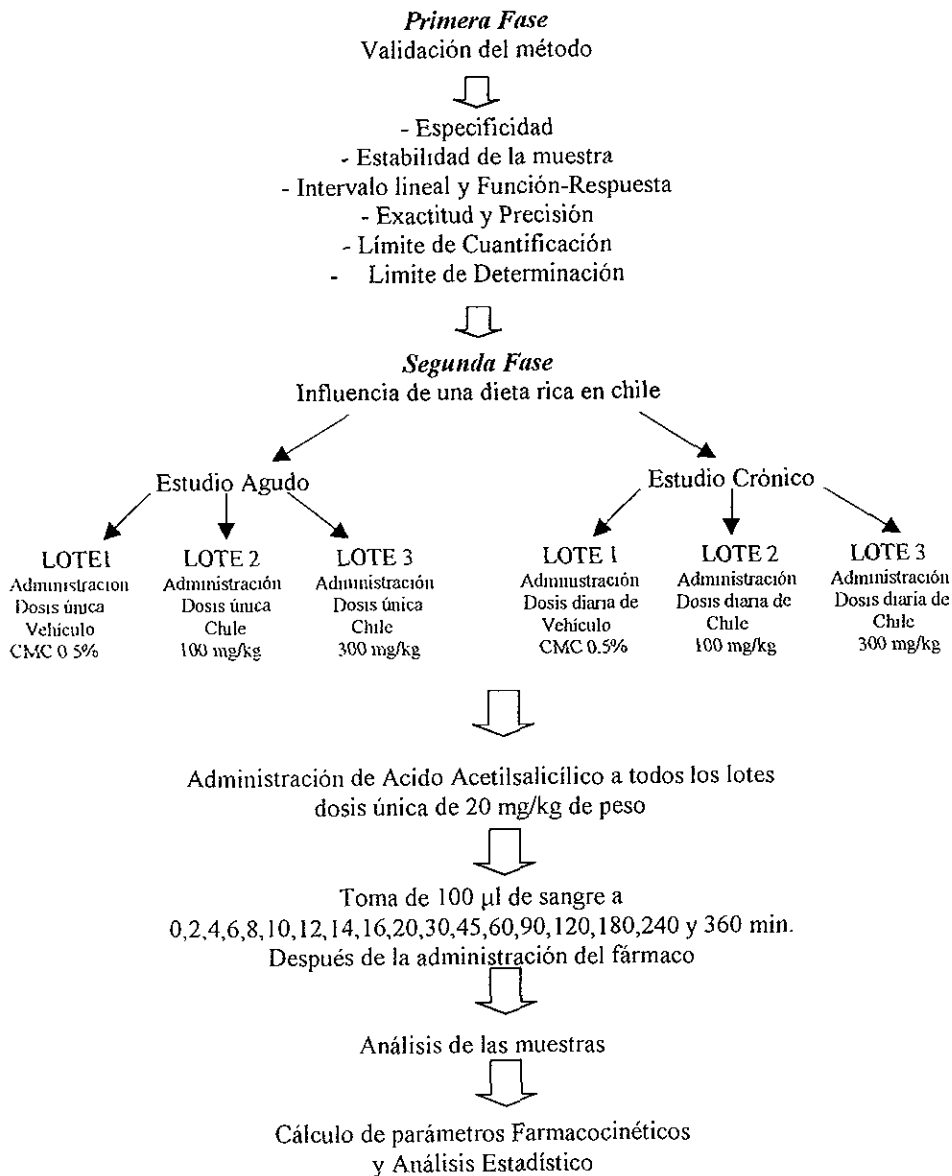 Primera Fase
Validación del método
- Especificidad
- Estabilidad de la muestra
- Intervalo lineal y Función-Respuesta
- Exactitud y Precisión
- Límite de Cuantificación
- Limite de Determinación
Segunda Fase
Influencia de una dieta rica en chile
Estudio Agudo
Estudio Crónico
LOTE1
Administracion
Dosis única
Vehículo
CMC 0 5%
LOTE 2
Administración
Dosis única
Chile
100 mg/kg
LOTE 3
Administración
Dosis única
Chile
300 mg/kg
LOTE 1
Administración
Dosis diaria de
Vehículo
CMC 0.5%
LOTE 2
Administración
Dosis diaria de
Chile
100 mg/kg
LOTE 3
Administración
Dosis diaria de
Chile
300 mg/kg
Administración de Acido Acetilsalicílico a todos los lotes
dosis única de 20 mg/kg de peso
Toma de 100 µl de sangre a
0,2,4,6,8,10,12,14,16,20,30,45,60,90,120,180,240 y 360 min.
Después de la administración del fármaco
Análisis de las muestras
Cálculo de parámetros Farmacocinéticos
y Análisis Estadístico